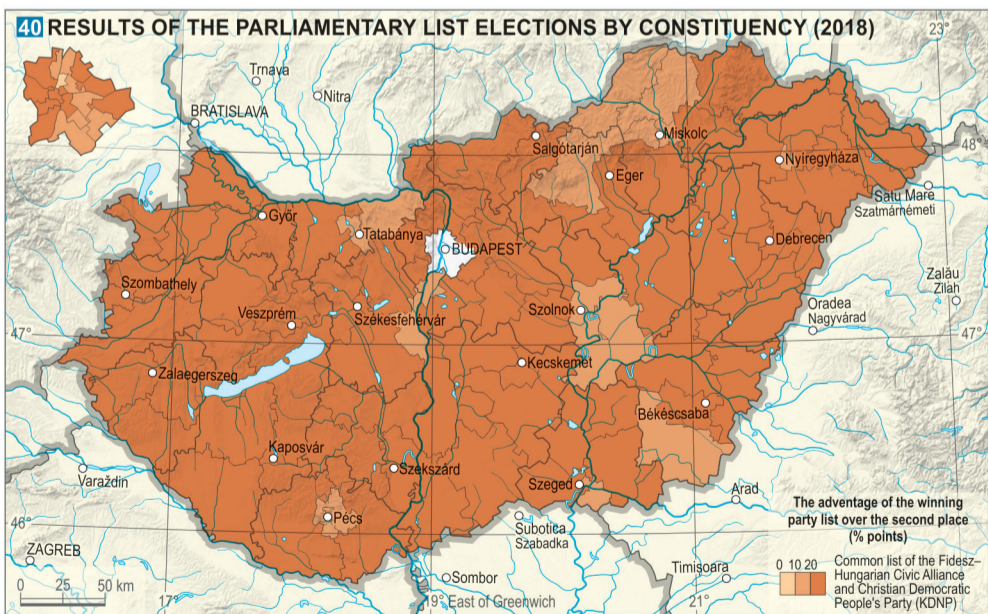 40 RESULTS OF THE PARLIAMENTARY LIST ELECTIONS BY CONSTITUENCY (2018)
23°
Trnava
Nitra
BRATISLAVA
Salgótarján
Miskolc
48°
Nyíregyháza
Eger
Satu Mare
Szatmárnémeti
Győr
Tatabánya
BUDAPEST
Debrecen
Szombathely
Székesfehérvár
Veszprém
Szolnok
Zalău
Zilah
Oradea
Nagyvárad
47°
47°
Zalaegerszeg
Kecskemét
Békéscsaba
Kaposvár
Szekszárd
Szeged
Varaždin
Pécs
Arad
46°
Subotica
Szabadka
ZAGREB
Sombor
Timisoara
0 25 50 km
17°
19° East of Greenwich
21°
The advantage of the winning
party list over the second place
(% points)
0 10 20
Common list of the Fidesz–
Hungarian Civic Alliance
and Christian Democratic
People's Party (KDNP)